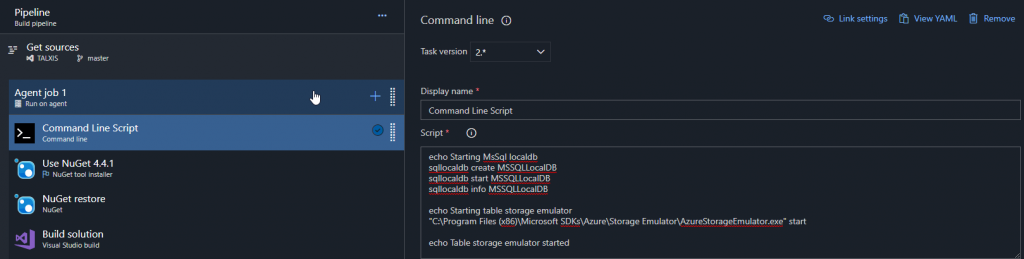 Pipeline
Build pipeline
...
Get sources
TALXIS master
Agent job 1
Run on agent
Command Line Script
Command line
Use NuGet 4.4.1
NuGet tool installer
NuGet restore
NuGet
Build solution
Visual Studio build
Command line
Link settings View YAML Remove
Task version 2.*
Display name *
Command Line Script
Script *
echo Starting MsSql localdb
sqllocaldb create MSSQLLocalDB
sqllocaldb start MSSQLLocalDB
sqllocaldb info MSSQLLocalDB
echo Starting table storage emulator
"C:\Program Files (x86)\Microsoft SDKs\Azure\Storage Emulator\AzureStorageEmulator.exe" start
echo Table storage emulator started